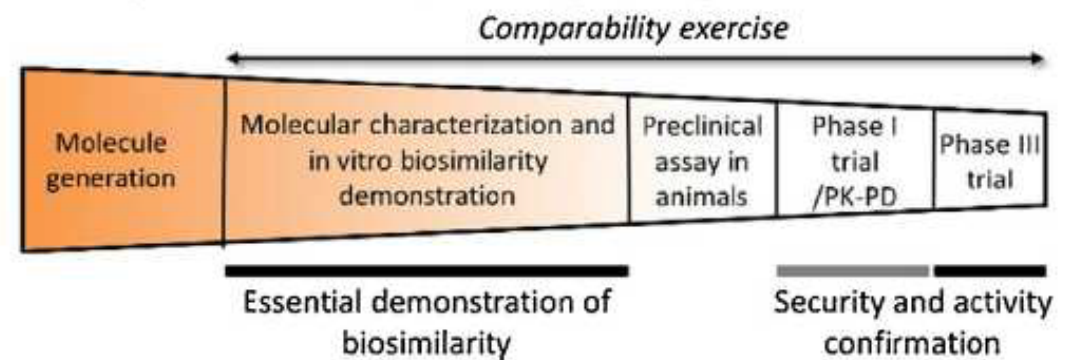 Comparability exercise
Molecule
generation
Molecular characterization and
in vitro biosimilarity
demonstration
Preclinical
assay in
animals
Phase I
trial
/PK-PD
Phase III
trial
Essential demonstration of
biosimilarity
Security and activity
confirmation